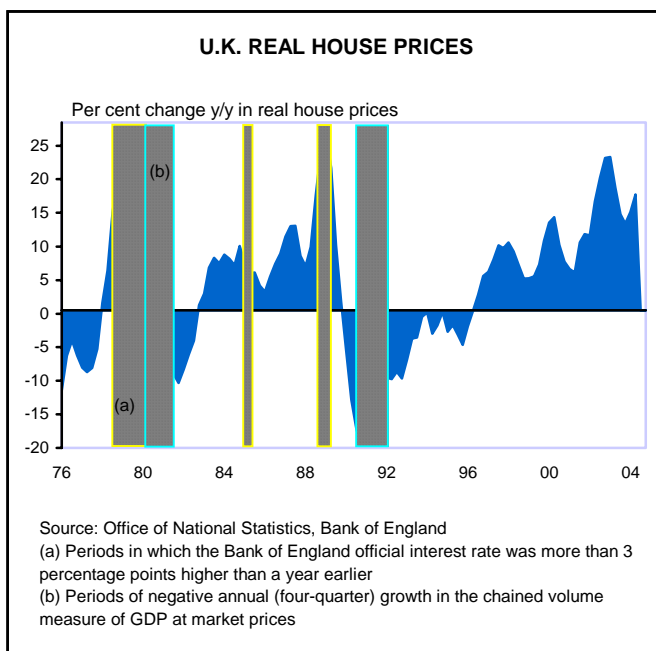 U.K. REAL HOUSE PRICES
Per cent change y/y in real house prices
25
20
15
10
5
0
-5
-10
-15
-20
(b)
(a)
76 80 84 88 92 96 00 04
Source: Office of National Statistics, Bank of England
(a) Periods in which the Bank of England official interest rate was more than 3
percentage points higher than a year earlier
(b) Periods of negative annual (four-quarter) growth in the chained volume
measure of GDP at market prices